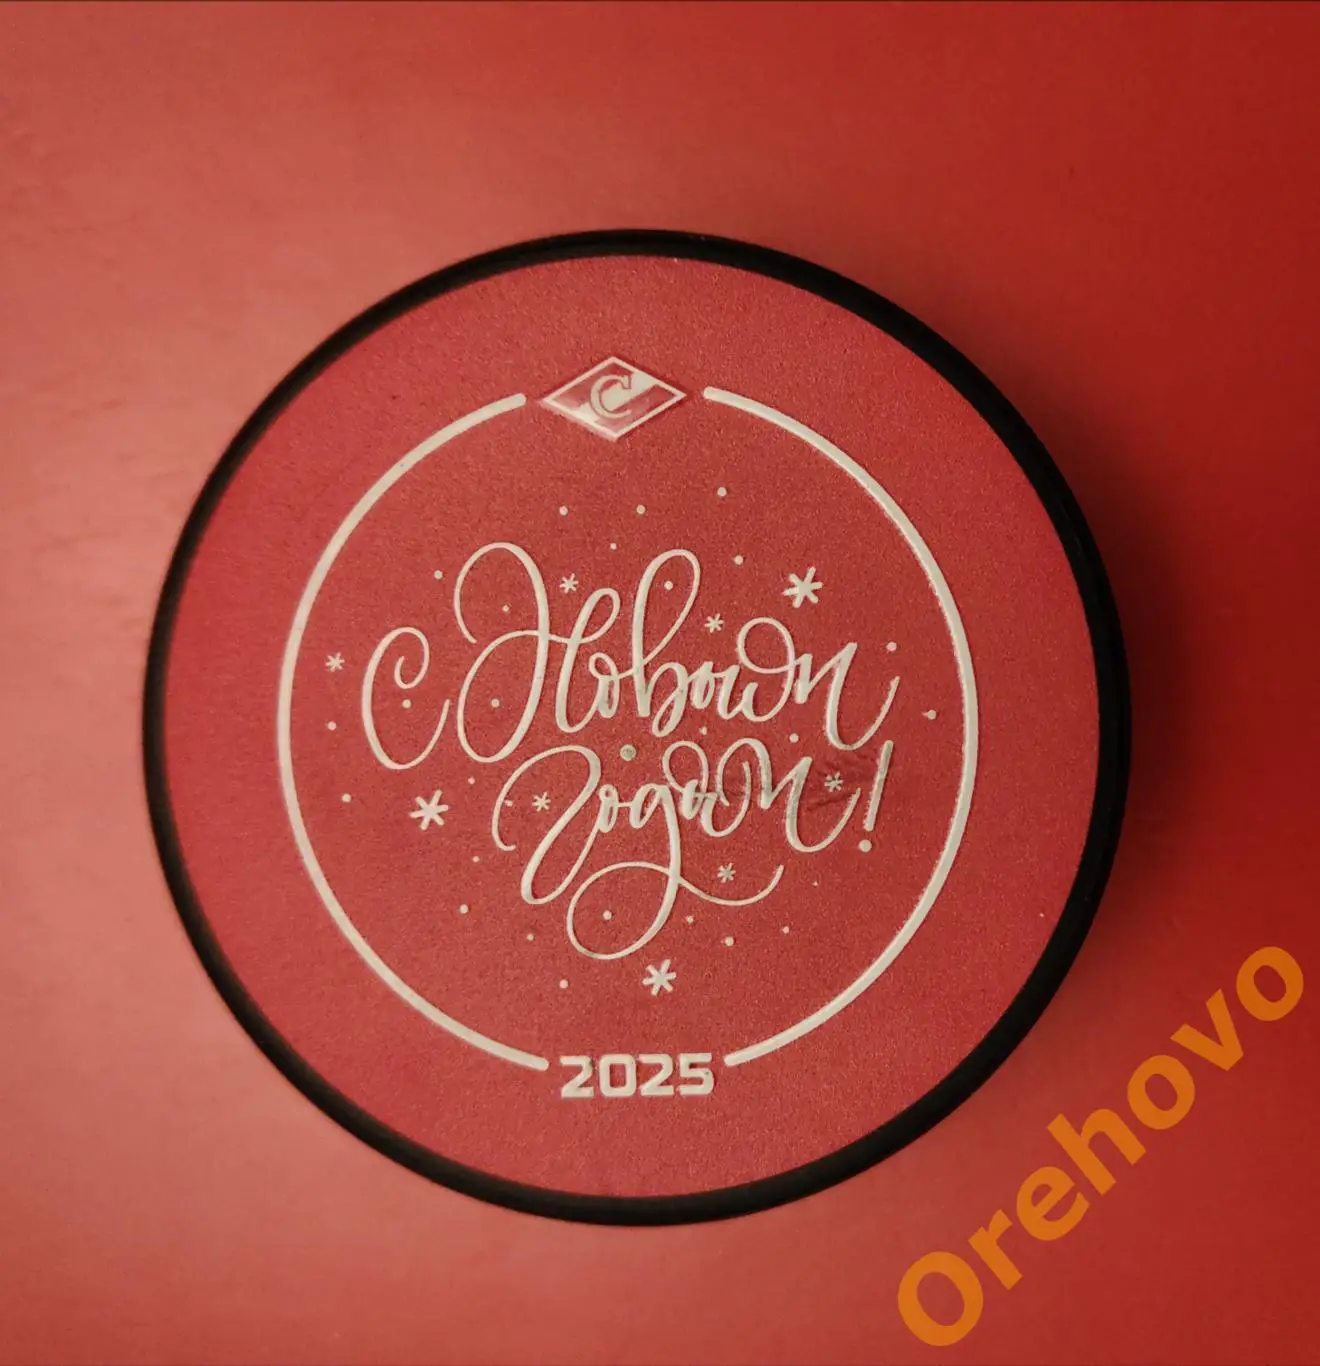 С
С Новым
Годом!
2025
Orehovo